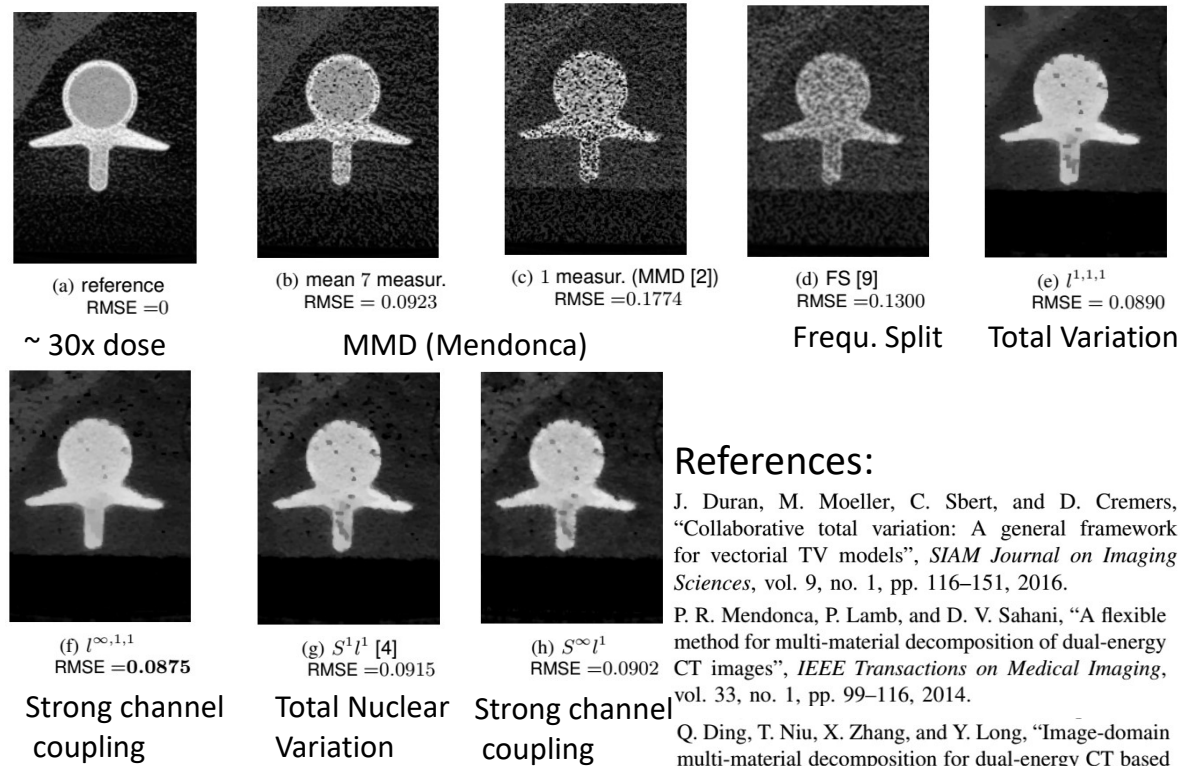 (a) reference
RMSE =0
~ 30x dose
(b) mean 7 measur.
RMSE = 0.0923
(c) 1 measur. (MMD [2])
RMSE =0.1774
MMD (Mendonca)
(d) FS [9]
RMSE =0.1300
Frequ. Split
(e) l^{1,1,1}
RMSE = 0.0890
Total Variation
(f) l^{∞,1,1}
RMSE =0.0875
Strong channel
coupling
(g) S^1l^1 [4]
RMSE =0.0915
Total Nuclear
Variation
(h) S^∞l^1
RMSE =0.0902
Strong channel
coupling
References:
J. Duran, M. Moeller, C. Sbert, and D. Cremers,
“Collaborative total variation: A general framework
for vectorial TV models”, SIAM Journal on Imaging
Sciences, vol. 9, no. 1, pp. 116–151, 2016.
P. R. Mendonca, P. Lamb, and D. V. Sahani, “A flexible
method for multi-material decomposition of dual-energy
CT images”, IEEE Transactions on Medical Imaging,
vol. 33, no. 1, pp. 99–116, 2014.
Q. Ding, T. Niu, X. Zhang, and Y. Long, “Image-domain
multi-material decomposition for dual-energy CT based